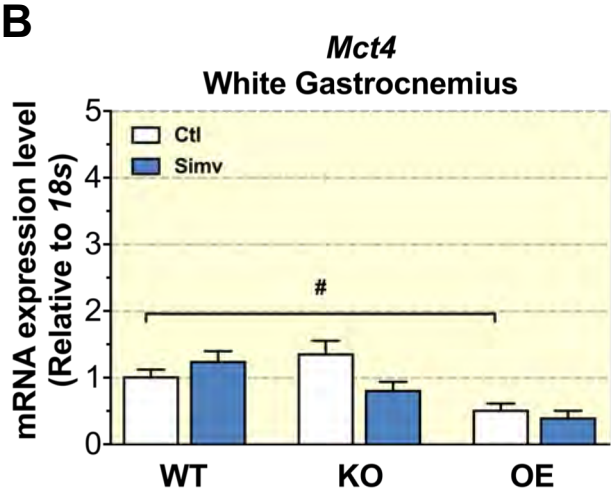 B
Mct4
White Gastrocnemius
mRNA expression level
(Relative to 18s)
5
4
3
2
1
0
Ctl
Simv
#
WT KO OE